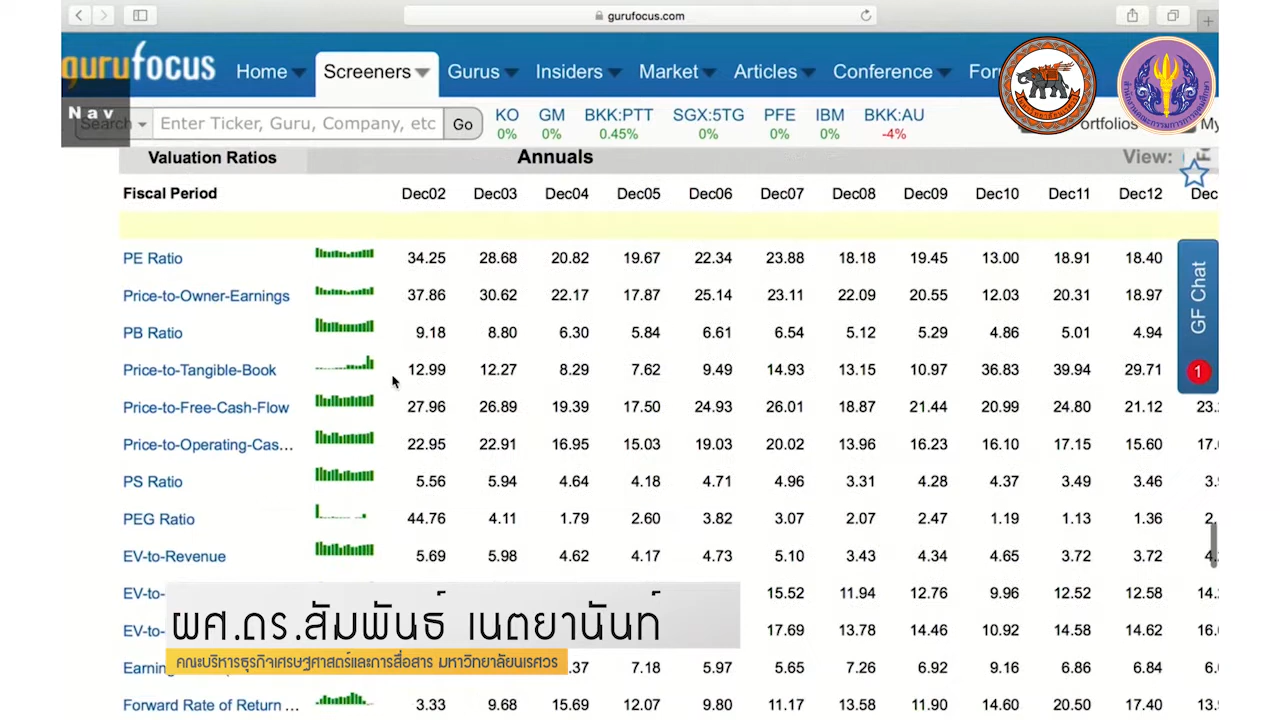 gurufocus.com
gurufocus Home Screeners Gurus Insiders Market Articles Conference For
Nav
Search Enter Ticker, Guru, Company, etc Go KO GM BKK:PTT SGX:5TG PFE IBM BKK:AU Portfolios My
0% 0% 0.45% 0% 0% 0% -4%
Valuation Ratios Annuals View:
Fiscal Period Dec02 Dec03 Dec04 Dec05 Dec06 Dec07 Dec08 Dec09 Dec10 Dec11 Dec12 Dec
PE Ratio 34.25 28.68 20.82 19.67 22.34 23.88 18.18 19.45 13.00 18.91 18.40
Price-to-Owner-Earnings 37.86 30.62 22.17 17.87 25.14 23.11 22.09 20.55 12.03 20.31 18.97
GF Chat
1
PB Ratio 9.18 8.80 6.30 5.84 6.61 6.54 5.12 5.29 4.86 5.01 4.94
Price-to-Tangible-Book 12.99 12.27 8.29 7.62 9.49 14.93 13.15 10.97 36.83 39.94 29.71
Price-to-Free-Cash-Flow 27.96 26.89 19.39 17.50 24.93 26.01 18.87 21.44 20.99 24.80 21.12 23.
Price-to-Operating-Cas... 22.95 22.91 16.95 15.03 19.03 20.02 13.96 16.23 16.10 17.15 15.60 17.
PS Ratio 5.56 5.94 4.64 4.18 4.71 4.96 3.31 4.28 4.37 3.49 3.46 3.
PEG Ratio 44.76 4.11 1.79 2.60 3.82 3.07 2.07 2.47 1.19 1.13 1.36 2.
EV-to-Revenue 5.69 5.98 4.62 4.17 4.73 5.10 3.43 4.34 4.65 3.72 3.72 4.
EV-to- 15.52 11.94 12.76 9.96 12.52 12.58 14.
EV-to- 17.69 13.78 14.46 10.92 14.58 14.62 16.
ผศ.ดร.สัมพันธ์ เนตยานันท์
คณะบริหารธุรกิจเศรษฐศาสตร์และการสื่อสาร มหาวิทยาลัยนเรศวร
Earnin .37 7.18 5.97 5.65 7.26 6.92 9.16 6.86 6.84 6.
Forward Rate of Return ... 3.33 9.68 15.69 12.07 9.80 11.17 13.58 11.90 14.60 20.50 17.40 13.